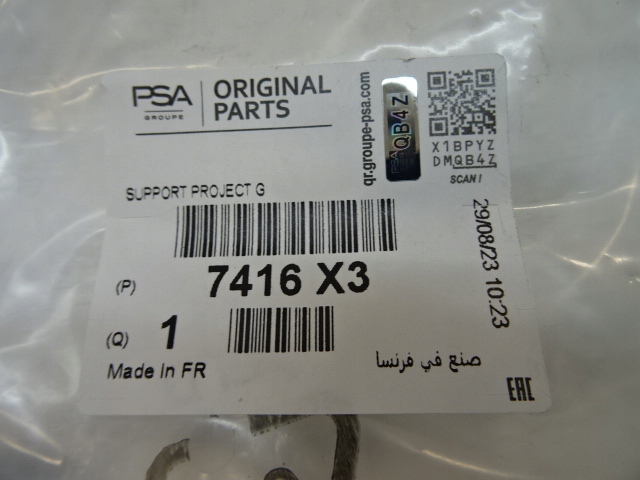 PSA
GROUPE
ORIGINAL
PARTS
qr.groupe-psa.com
PSA QB4Z
X1BPYZ
DMQB4Z
SCAN!
SUPPORT PROJECT G
29/08/23 10:23
(P) 7416 X3
(Q) 1
Made In FR
صنع في فرنسا
EAC